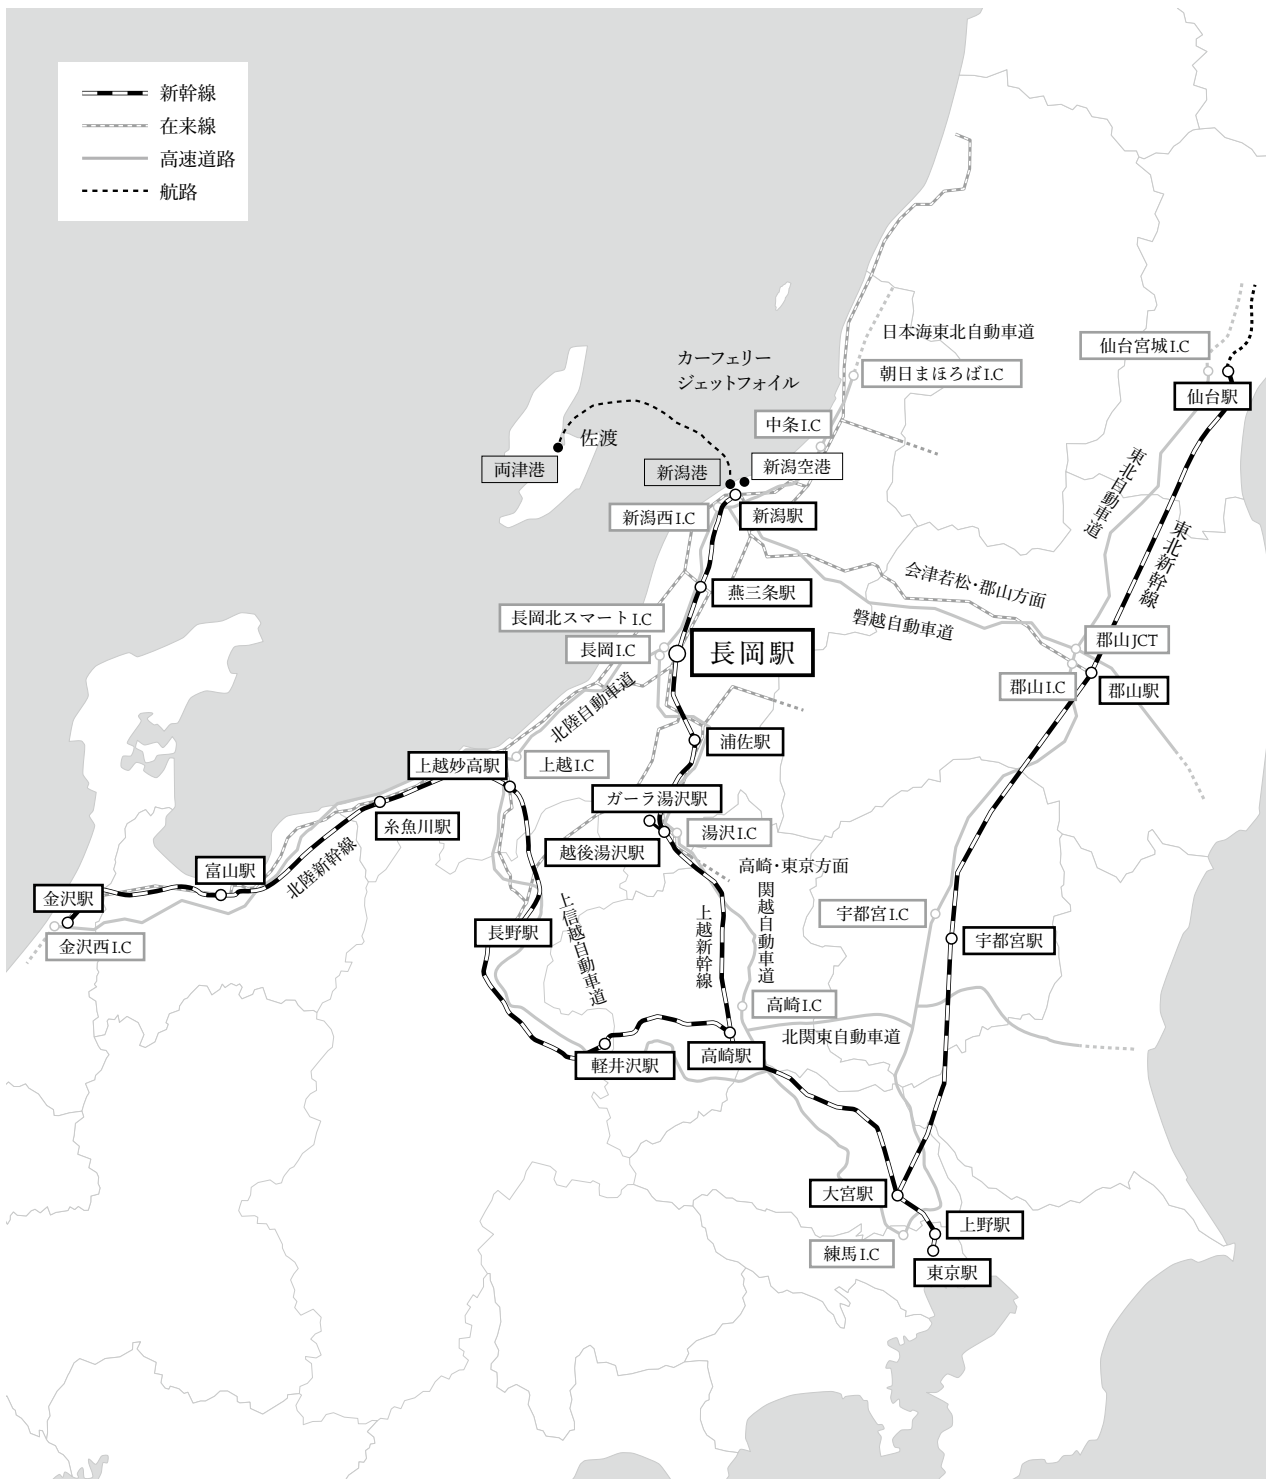 新幹線
在来線
高速道路
航路
日本海東北自動車道
仙台宮城I.C
カーフェリー
ジェットフォイル
朝日まほろばI.C
仙台駅
中条I.C
佐渡
両津港
新潟港
新潟空港
東北自動車道
新潟西I.C
新潟駅
東北新幹線
会津若松・郡山方面
燕三条駅
長岡北スマートI.C
磐越自動車道
長岡I.C
長岡駅
郡山JCT
郡山I.C
郡山駅
北陸自動車道
浦佐駅
上越妙高駅
上越I.C
ガーラ湯沢駅
糸魚川駅
湯沢I.C
越後湯沢駅
北陸新幹線
富山駅
高崎・東京方面
関越自動車道
金沢駅
上信越自動車道
上越新幹線
宇都宮I.C
金沢西I.C
長野駅
宇都宮駅
高崎I.C
北関東自動車道
軽井沢駅
高崎駅
大宮駅
上野駅
練馬I.C
東京駅